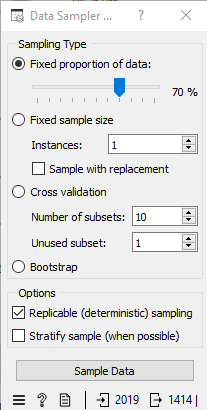 Data Sampler ...
Sampling Type
Fixed proportion of data:
70 %
Fixed sample size
Instances: 1
Sample with replacement
Cross validation
Number of subsets: 10
Unused subset: 1
Bootstrap
Options
Replicable (deterministic) sampling
Stratify sample (when possible)
Sample Data
? 2019 1414 |